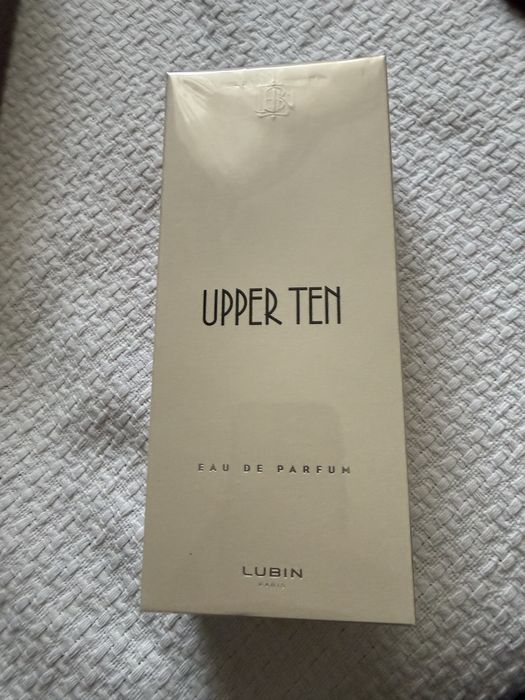 UPPER TEN
EAU DE PARFUM
LUBIN
PARIS